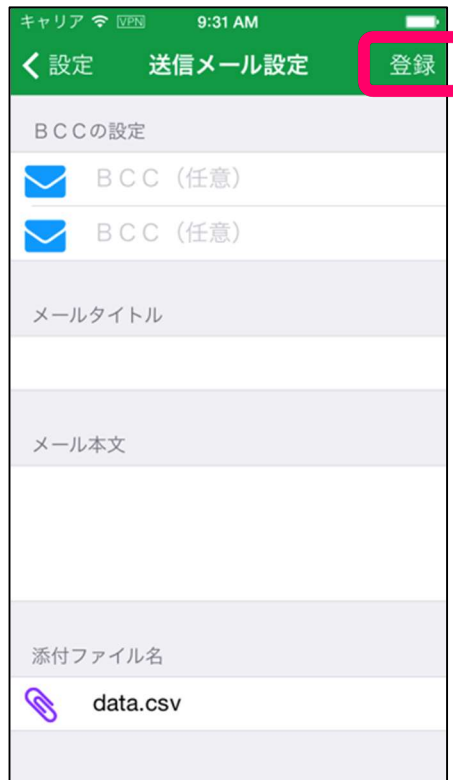 キャリア VPN 9:31 AM
設定 送信メール設定 登録
ＢＣＣの設定
ＢＣＣ（任意）
ＢＣＣ（任意）
メールタイトル
メール本文
添付ファイル名
data.csv